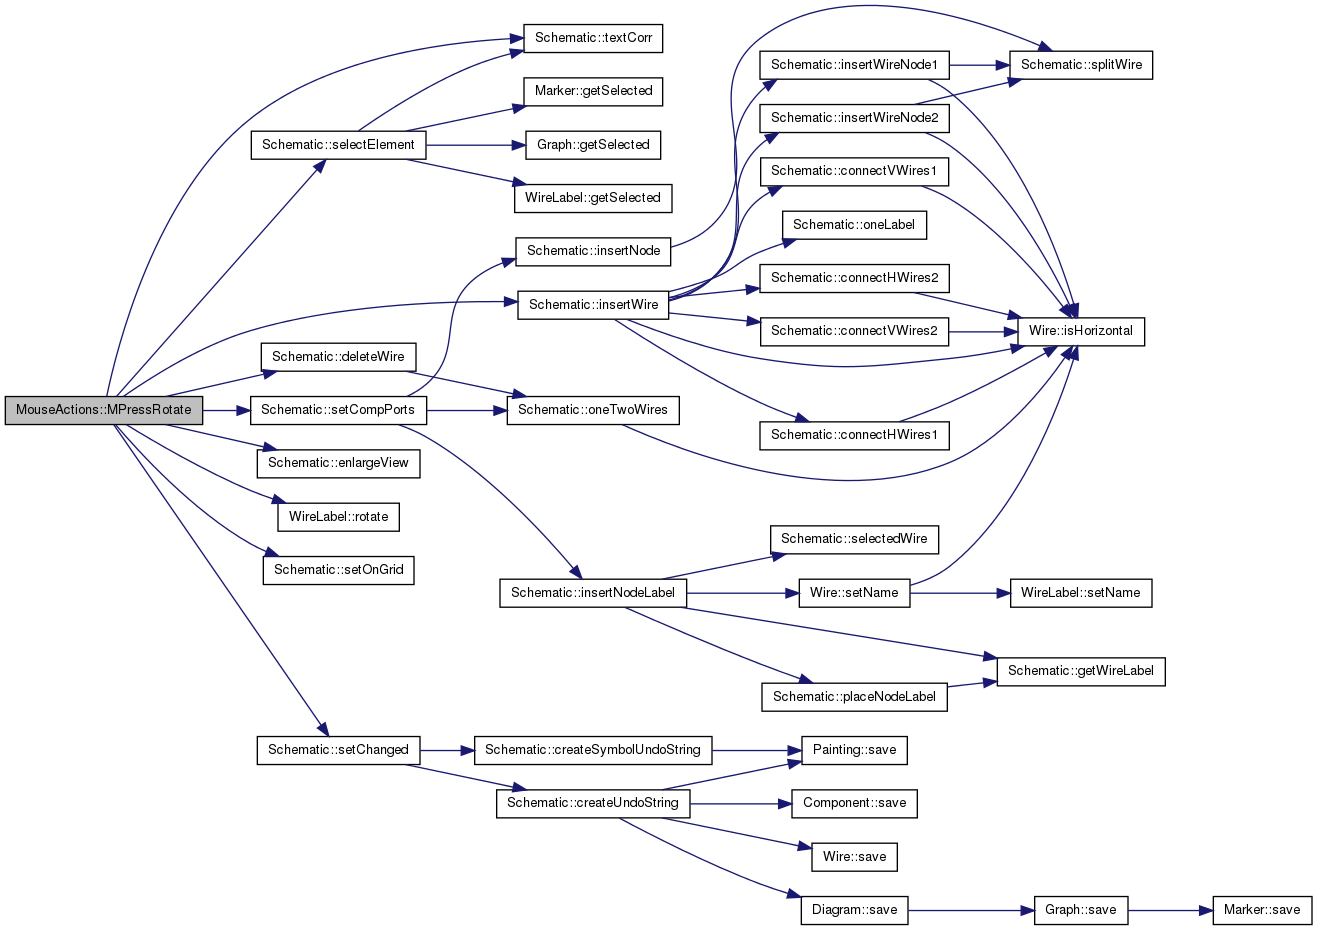 Schematic::textCorr
Schematic::insertWireNode1
Schematic::splitWire
Marker::getSelected
Schematic::insertWireNode2
Schematic::selectElement
Graph::getSelected
Schematic::connectVWires1
WireLabel::getSelected
Schematic::oneLabel
Schematic::insertNode
Schematic::connectHWires2
Schematic::insertWire
Schematic::connectVWires2
Wire::isHorizontal
Schematic::deleteWire
MouseActions::MPressRotate
Schematic::setCompPorts
Schematic::oneTwoWires
Schematic::connectHWires1
Schematic::enlargeView
WireLabel::rotate
Schematic::selectedWire
Schematic::setOnGrid
Schematic::insertNodeLabel
Wire::setName
WireLabel::setName
Schematic::getWireLabel
Schematic::placeNodeLabel
Schematic::setChanged
Schematic::createSymbolUndoString
Painting::save
Schematic::createUndoString
Component::save
Wire::save
Diagram::save
Graph::save
Marker::save